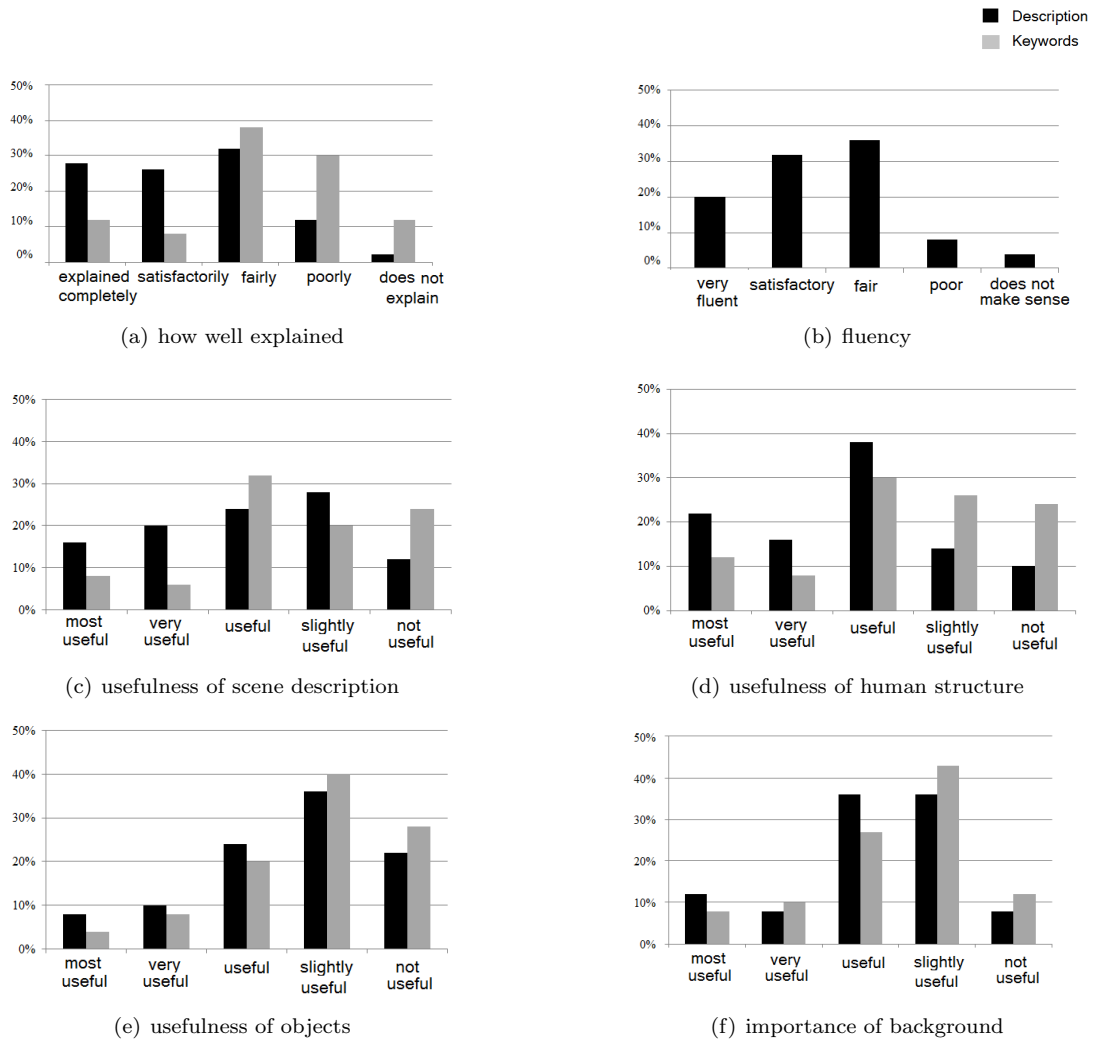 Description
Keywords
50%
40%
30%
20%
10%
0%
explained completely
satisfactorily
fairly
poorly
does not explain
(a) how well explained
50%
40%
30%
20%
10%
0%
very fluent
satisfactory
fair
poor
does not make sense
(b) fluency
50%
40%
30%
20%
10%
0%
most useful
very useful
useful
slightly useful
not useful
(c) usefulness of scene description
50%
40%
30%
20%
10%
0%
most useful
very useful
useful
slightly useful
not useful
(d) usefulness of human structure
50%
40%
30%
20%
10%
0%
most useful
very useful
useful
slightly useful
not useful
(e) usefulness of objects
50%
40%
30%
20%
10%
0%
most useful
very useful
useful
slightly useful
not useful
(f) importance of background